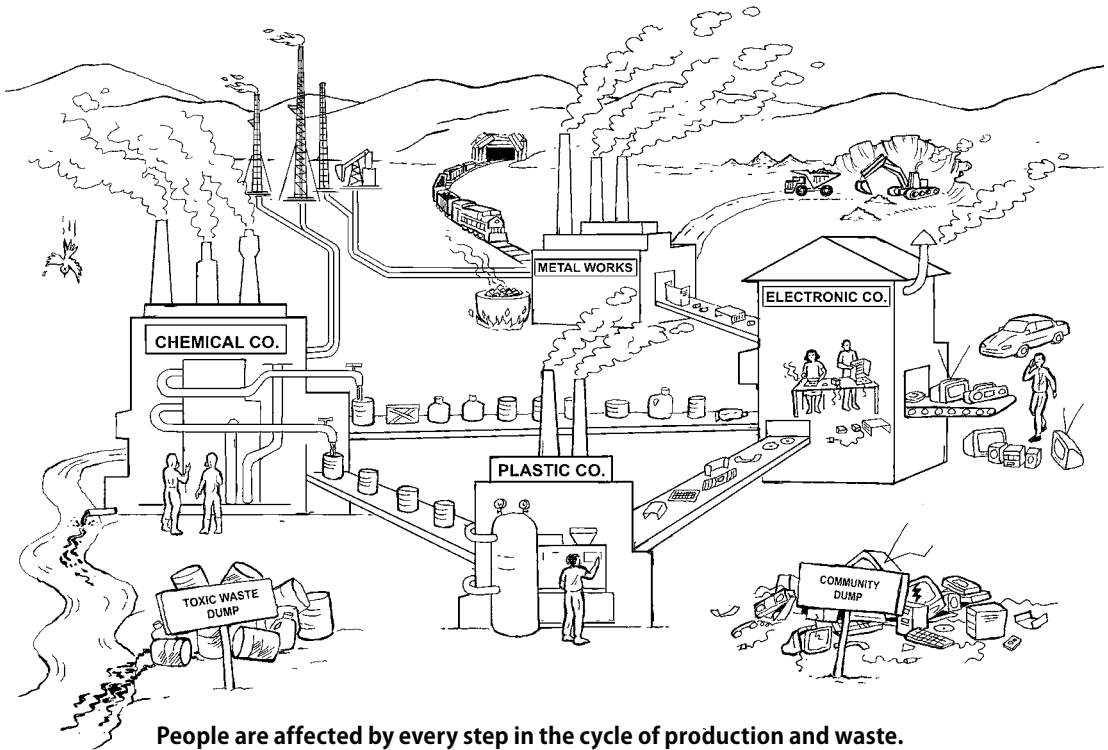 METAL WORKS
ELECTRONIC CO.
CHEMICAL CO.
PLASTIC CO.
TOXIC WASTE
DUMP
COMMUNITY
DUMP
People are affected by every step in the cycle of production and waste.